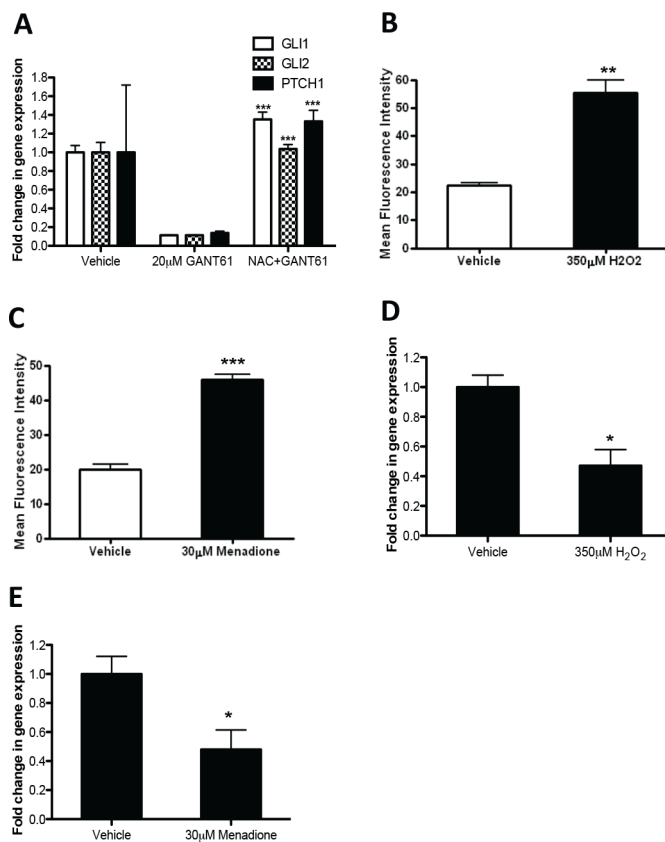 A
GLI1
GLI2
PTCH1
Fold change in gene expression
1.8
1.6
1.4
1.2
1.0
0.8
0.6
0.4
0.2
0.0
***
***
***
Vehicle
20μM GANT61
NAC+GANT61
B
Mean Fluorescence Intensity
60
50
40
30
20
10
0
**
Vehicle
350μM H2O2
C
Mean Fluorescence Intensity
50
40
30
20
10
0
***
Vehicle
30μM Menadione
D
Fold change in gene expression
1.2
1.0
0.8
0.6
0.4
0.2
0.0
*
Vehicle
350μM H₂O₂
E
Fold change in gene expression
1.2
1.0
0.8
0.6
0.4
0.2
0.0
*
Vehicle
30μM Menadione